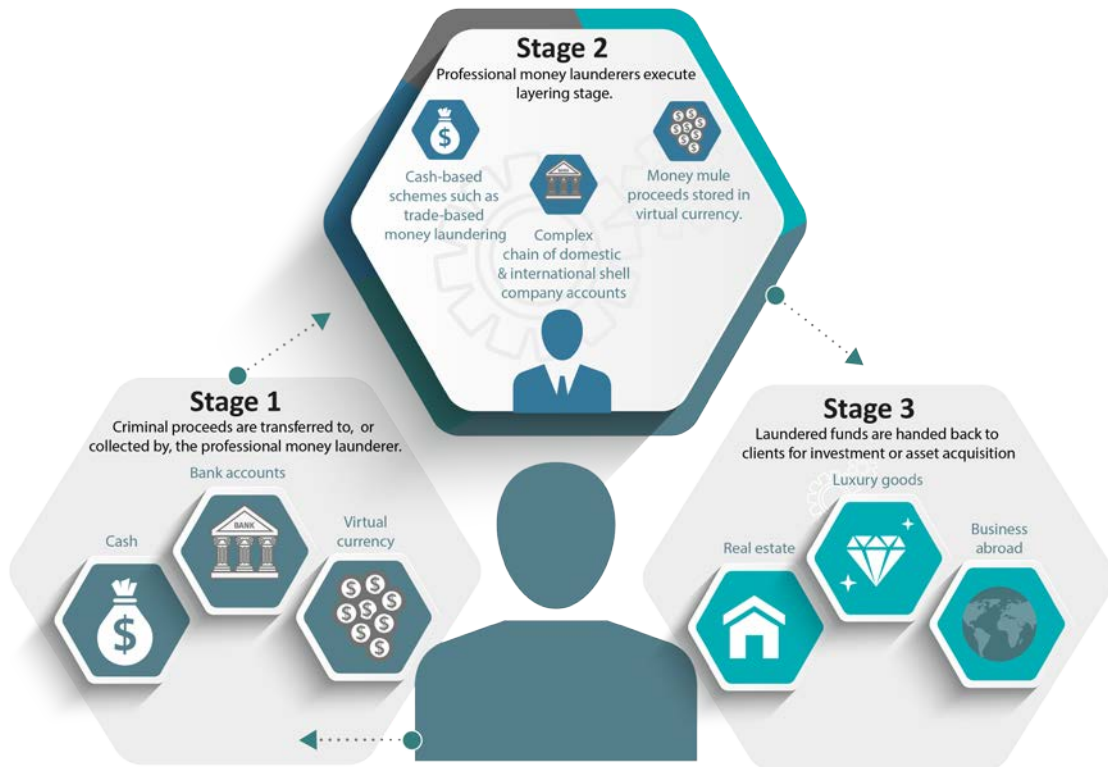 Stage 2
Professional money launderers execute
layering stage.
Cash-based
schemes such as
trade-based
money laundering
Complex
chain of domestic
& international shell
company accounts
Money mule
proceeds stored in
virtual currency.
Stage 1
Criminal proceeds are transferred to, or
collected by, the professional money launderer.
Bank accounts
BANK
Cash
Virtual
currency
Stage 3
Laundered funds are handed back to
clients for investment or asset acquisition
Luxury goods
Real estate
Business
abroad